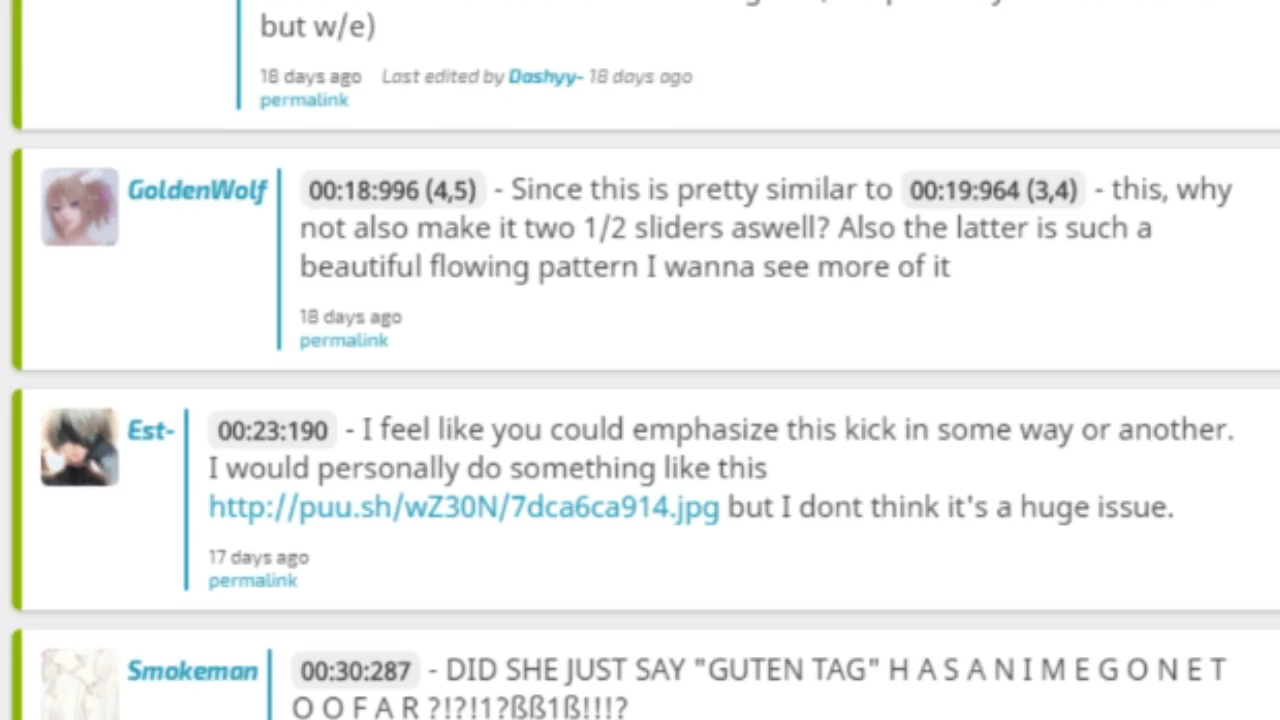 but w/e)
18 days ago Last edited by Dashyy- 18 days ago
permalink
GoldenWolf 00:18:996 (4,5) - Since this is pretty similar to 00:19:964 (3,4) - this, why
not also make it two 1/2 sliders aswell? Also the latter is such a
beautiful flowing pattern I wanna see more of it
18 days ago
permalink
Est- 00:23:190 - I feel like you could emphasize this kick in some way or another.
I would personally do something like this
http://puu.sh/wZ30N/7dca6ca914.jpg but I dont think it's a huge issue.
17 days ago
permalink
Smokeman 00:30:287 - DID SHE JUST SAY "GUTEN TAG" H A S A N I M E G O N E T
O O F A R ?!?!1?ßß1ß!!!?